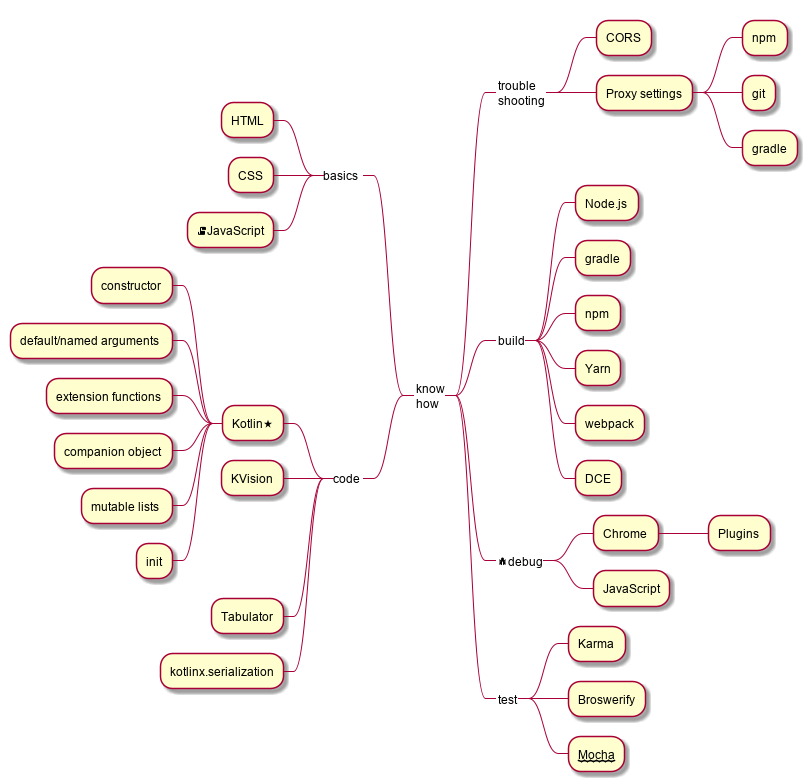 know
how
trouble
shooting
CORS
Proxy settings
npm
git
gradle
build
Node.js
gradle
npm
Yarn
webpack
DCE
debug
Chrome
Plugins
JavaScript
test
Karma
Broswerify
Mocha
basics
HTML
CSS
JavaScript
code
Kotlin★
constructor
default/named arguments
extension functions
companion object
mutable lists
init
KVision
Tabulator
kotlinx.serialization